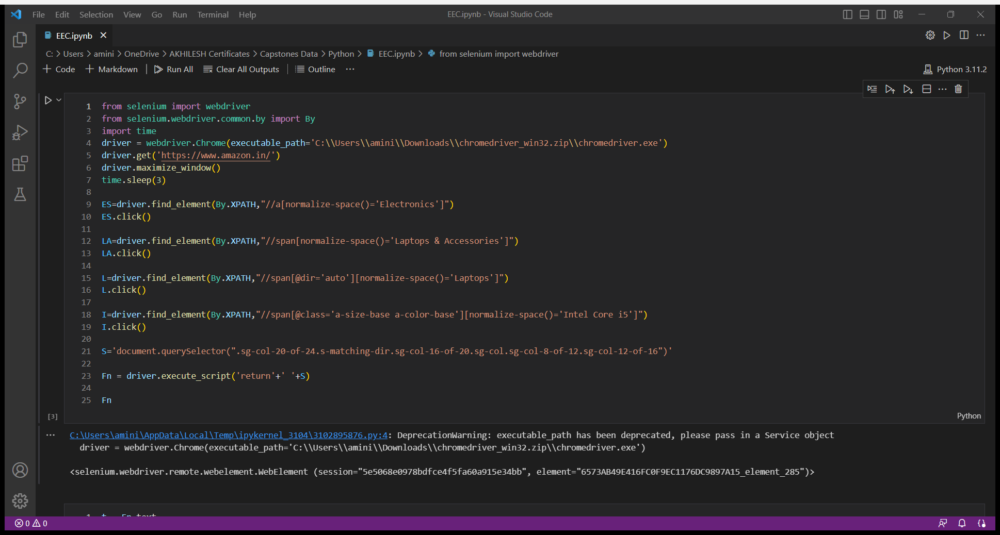 File Edit Selection View Go Run Terminal Help EEC.ipynb - Visual Studio Code
EEC.ipynb
C: > Users > amini > OneDrive > AKHILESH Certificates > Capstones Data > Python > EEC.ipynb > from selenium import webdriver
Code Markdown Run All Clear All Outputs Outline ... Python 3.11.2
1 from selenium import webdriver
2 from selenium.webdriver.common.by import By
3 import time
4 driver = webdriver.Chrome(executable_path='C:\\Users\\amini\\Downloads\\chromedriver_win32.zip\\chromedriver.exe')
5 driver.get('https://www.amazon.in/')
6 driver.maximize_window()
7 time.sleep(3)
8
9 ES=driver.find_element(By.XPATH,"//a[normalize-space()='Electronics']")
10 ES.click()
11
12 LA=driver.find_element(By.XPATH,"//span[normalize-space()='Laptops & Accessories']")
13 LA.click()
14
15 L=driver.find_element(By.XPATH,"//span[@dir='auto'][normalize-space()='Laptops']")
16 L.click()
17
18 I=driver.find_element(By.XPATH,"//span[@class='a-size-base a-color-base'][normalize-space()='Intel Core i5']")
19 I.click()
20
21 S='document.querySelector(".sg-col-20-of-24.s-matching-dir.sg-col-16-of-20.sg-col.sg-col-8-of-12.sg-col-12-of-16")'
22
23 Fn = driver.execute_script('return'+' '+S)
24
25 Fn
[3] Python
C:\Users\amini\AppData\Local\Temp\ipykernel_3104\3102895876.py:4: DeprecationWarning: executable_path has been deprecated, please pass in a Service object
driver = webdriver.Chrome(executable_path='C:\\Users\\amini\\Downloads\\chromedriver_win32.zip\\chromedriver.exe')
<selenium.webdriver.remote.webelement.WebElement (session="5e5068e0978bdfce4f5fa60a915e34bb", element="6573AB49E416FC0F9EC1176DC9897A15_element_285")>
0 0